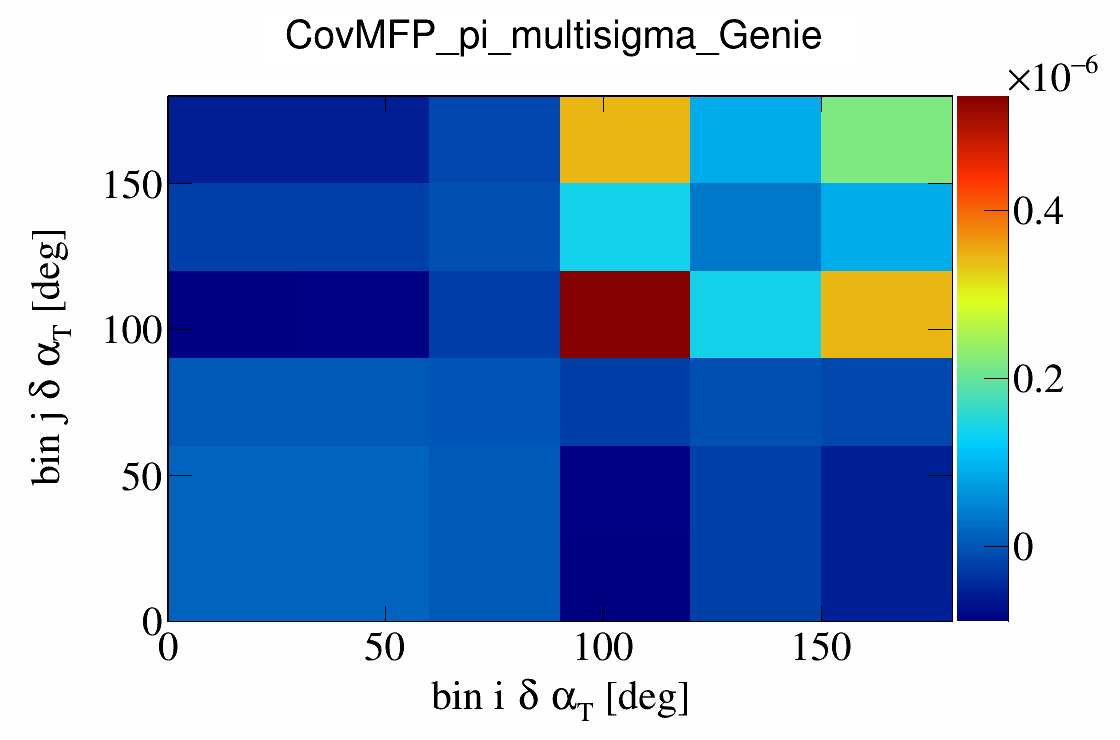 CovMFP_pi_multisigma_Genie
×10⁻⁶
150
100
50
0
0.4
0.2
0
0 50 100 150
bin j δ α_T [deg]
bin i δ α_T [deg]